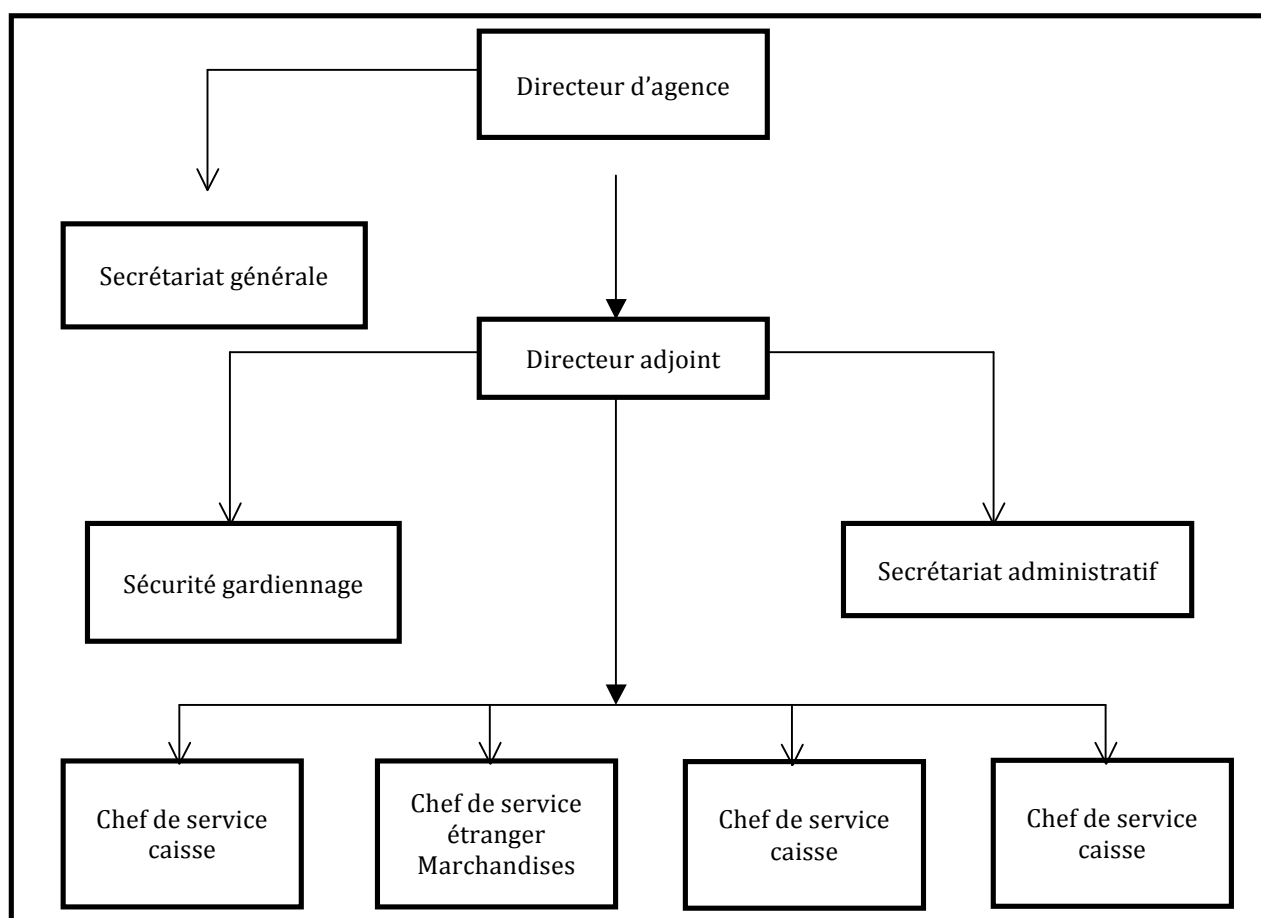 Directeur d’agence
Secrétariat générale
Directeur adjoint
Sécurité gardiennage
Secrétariat administratif
Chef de service
caisse
Chef de service
étranger
Marchandises
Chef de service
caisse
Chef de service
caisse